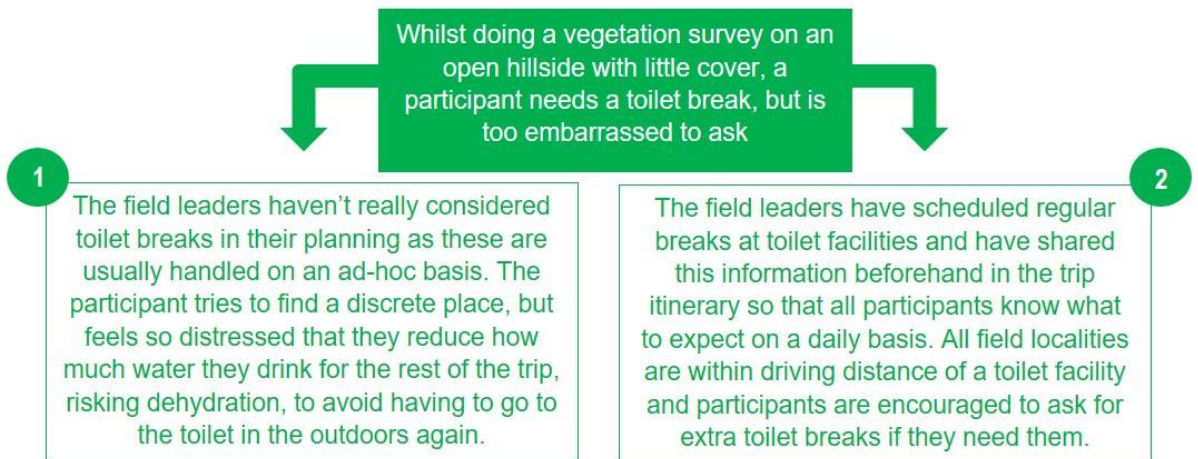 Whilst doing a vegetation survey on an
open hillside with little cover, a
participant needs a toilet break, but is
too embarrassed to ask
1
The field leaders haven’t really considered
toilet breaks in their planning as these are
usually handled on an ad-hoc basis. The
participant tries to find a discrete place, but
feels so distressed that they reduce how
much water they drink for the rest of the trip,
risking dehydration, to avoid having to go to
the toilet in the outdoors again.
2
The field leaders have scheduled regular
breaks at toilet facilities and have shared
this information beforehand in the trip
itinerary so that all participants know what
to expect on a daily basis. All field localities
are within driving distance of a toilet facility
and participants are encouraged to ask for
extra toilet breaks if they need them.